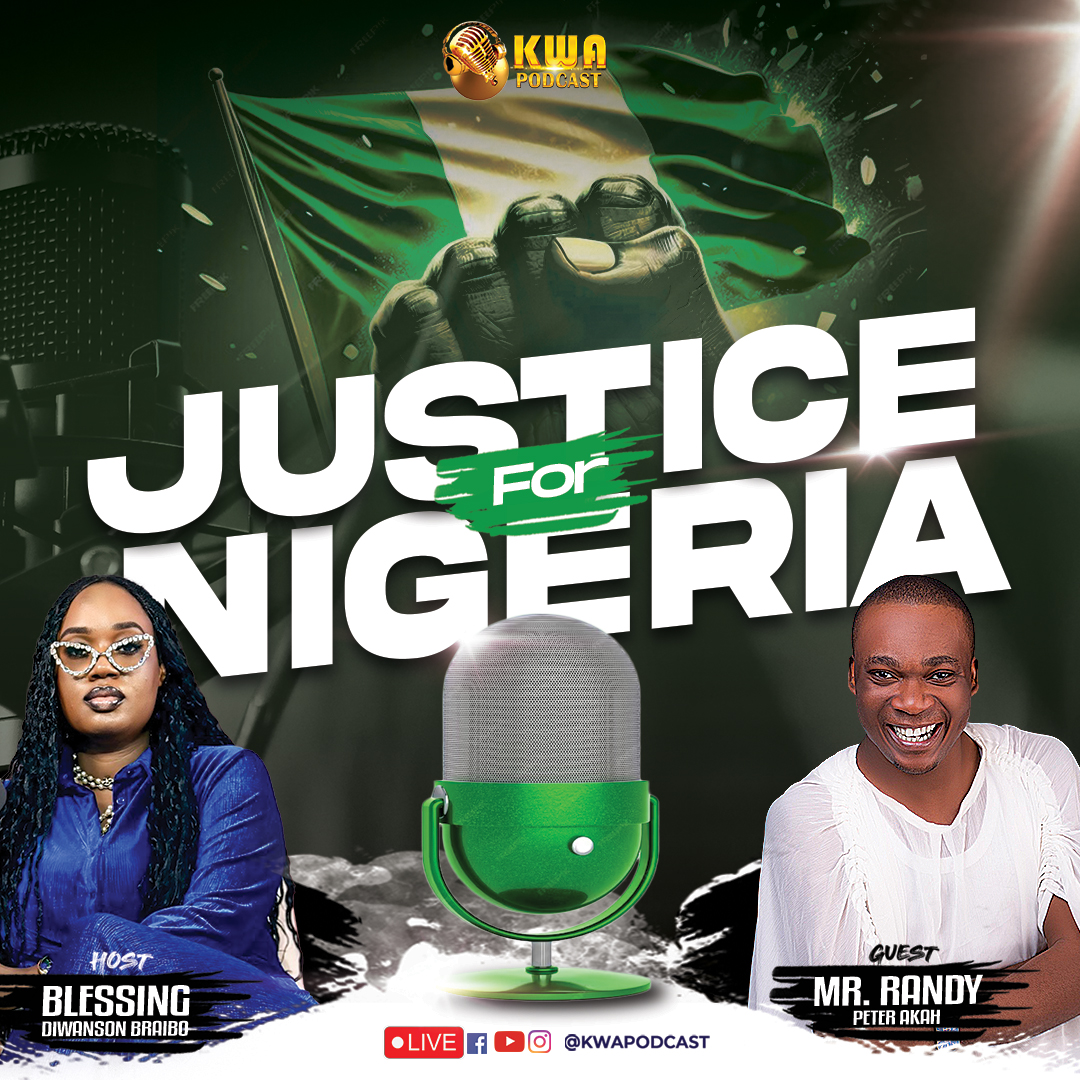 KWA
PODCAST
JUSTICE
For
NIGERIA
HOST
BLESSING
DIWANSON BRAIBO
GUEST
MR. RANDY
PETER AKAH
LIVE @KWAPODCAST